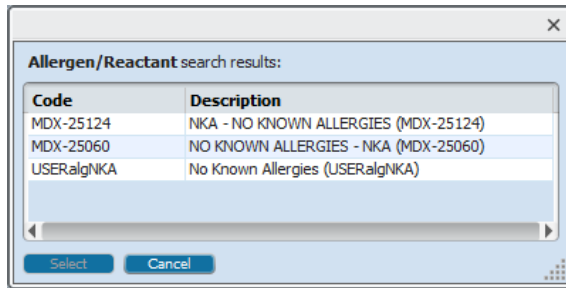 Allergen/Reactant search results:
Code Description
MDX-25124 NKA - NO KNOWN ALLERGIES (MDX-25124)
MDX-25060 NO KNOWN ALLERGIES - NKA (MDX-25060)
USERalgNKA No Known Allergies (USERalgNKA)
Select Cancel